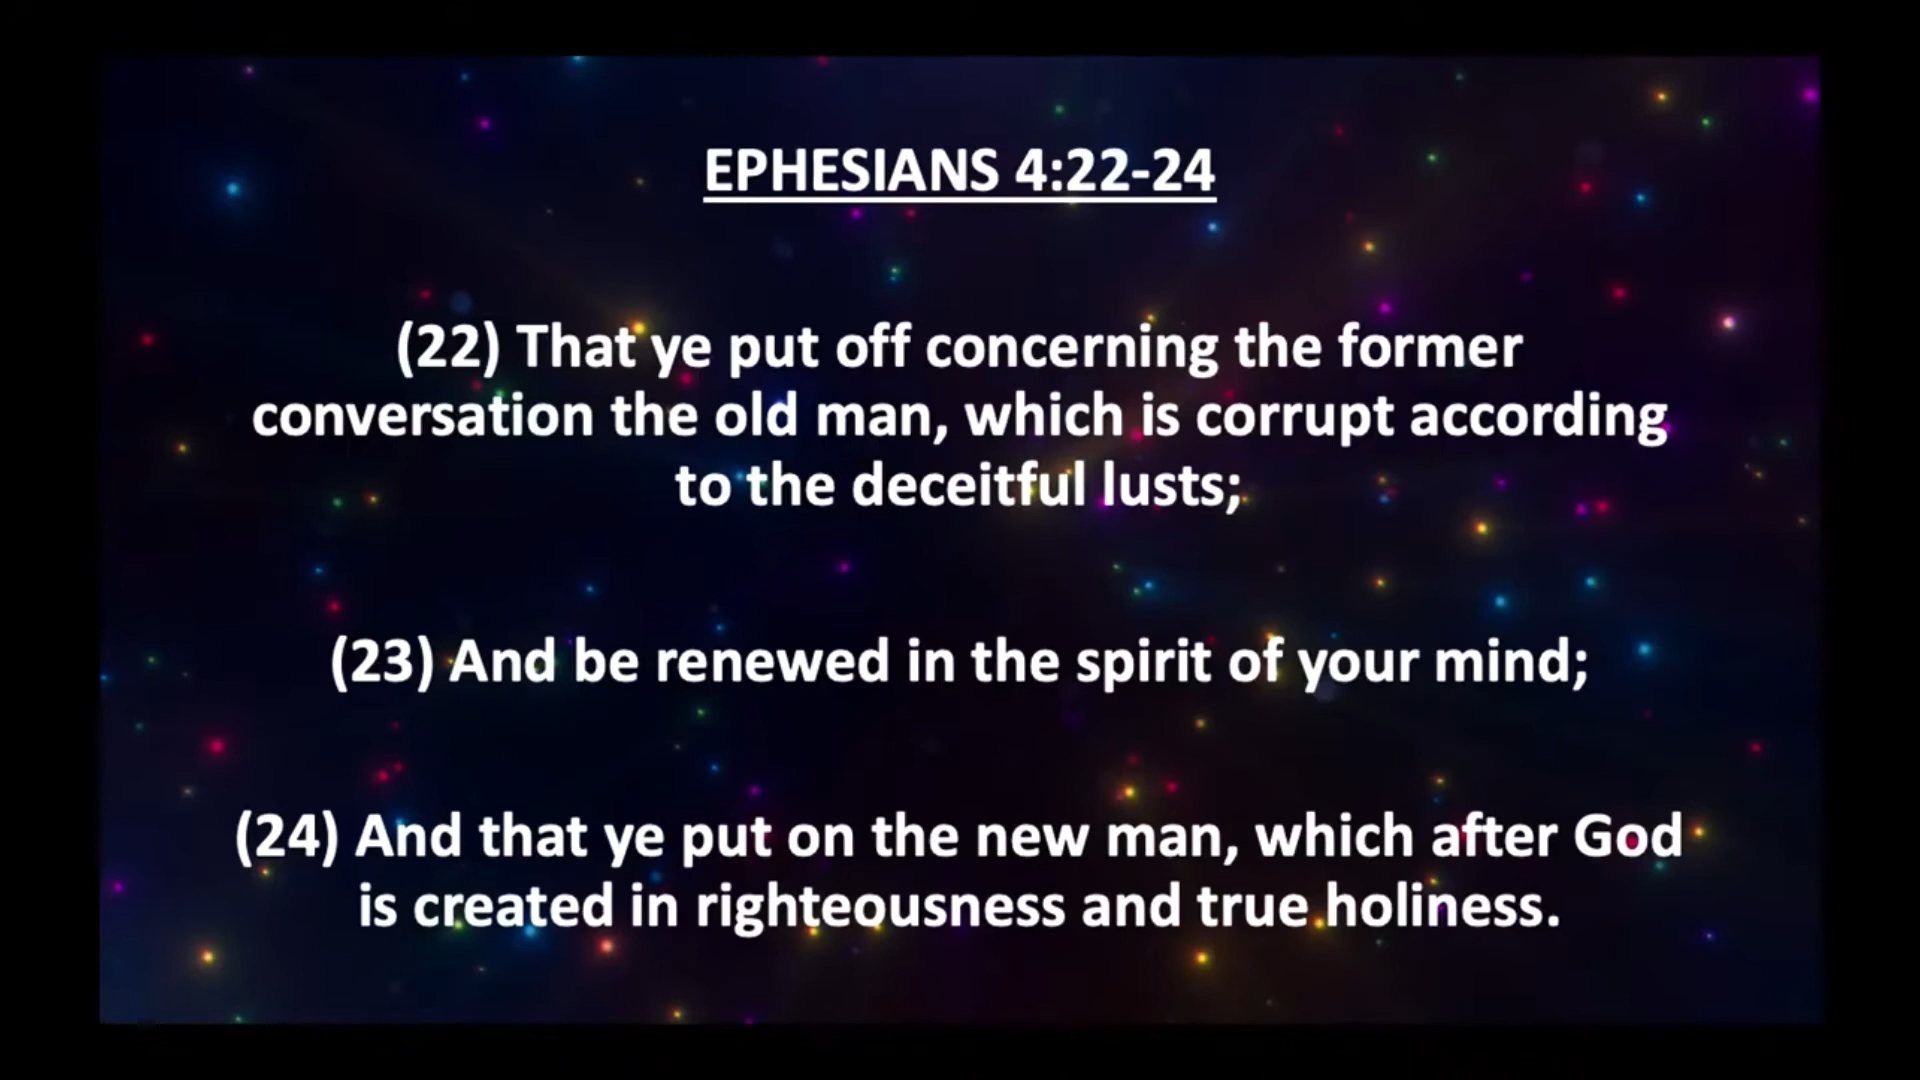 EPHESIANS 4:22-24
(22) That ye put off concerning the former
conversation the old man, which is corrupt according
to the deceitful lusts;
(23) And be renewed in the spirit of your mind;
(24) And that ye put on the new man, which after God
is created in righteousness and true holiness.